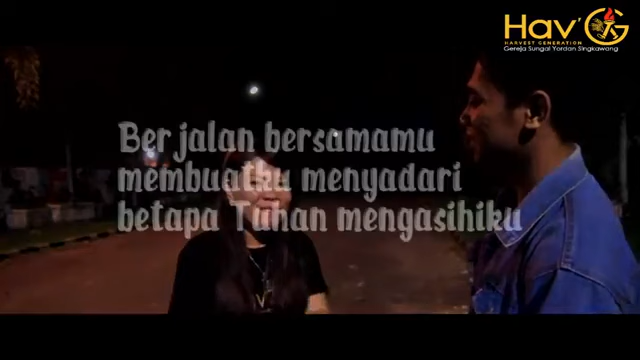 Hav'G
HARVEST GENERATION
Gereja Sungai Yordan Singkawang
Berjalan bersamamu
membuatku menyadari
betapa Tuhan mengasihiku